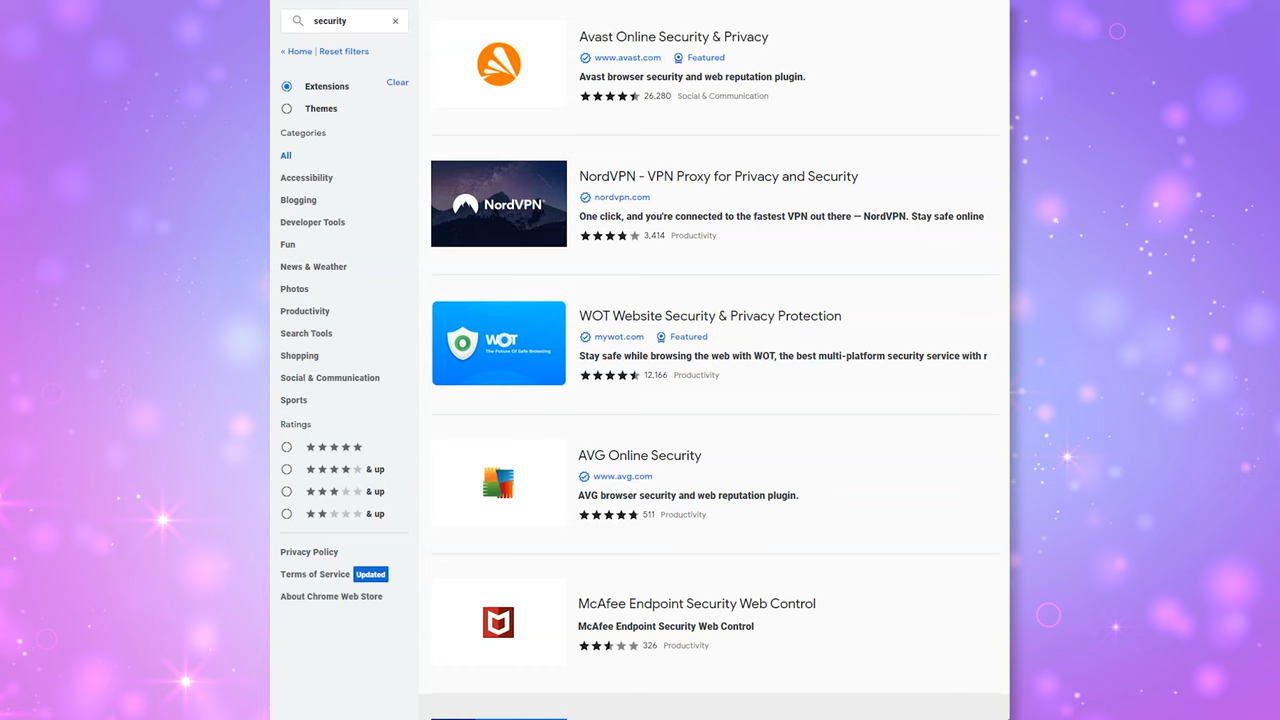 security
« Home | Reset filters
Extensions
Clear
Themes
Categories
All
Accessibility
Blogging
Developer Tools
Fun
News & Weather
Photos
Productivity
Search Tools
Shopping
Social & Communication
Sports
Ratings
& up
& up
& up
Privacy Policy
Terms of Service Updated
About Chrome Web Store
Avast Online Security & Privacy
www.avast.com Featured
Avast browser security and web reputation plugin.
26,280 Social & Communication
NordVPN
NordVPN - VPN Proxy for Privacy and Security
nordvpn.com
One click, and you're connected to the fastest VPN out there — NordVPN. Stay safe online
3,414 Productivity
WOT
The Future Of Safe Browsing
WOT Website Security & Privacy Protection
mywot.com Featured
Stay safe while browsing the web with WOT, the best multi-platform security service with r
12,166 Productivity
AVG Online Security
www.avg.com
AVG browser security and web reputation plugin.
511 Productivity
McAfee Endpoint Security Web Control
McAfee Endpoint Security Web Control
326 Productivity